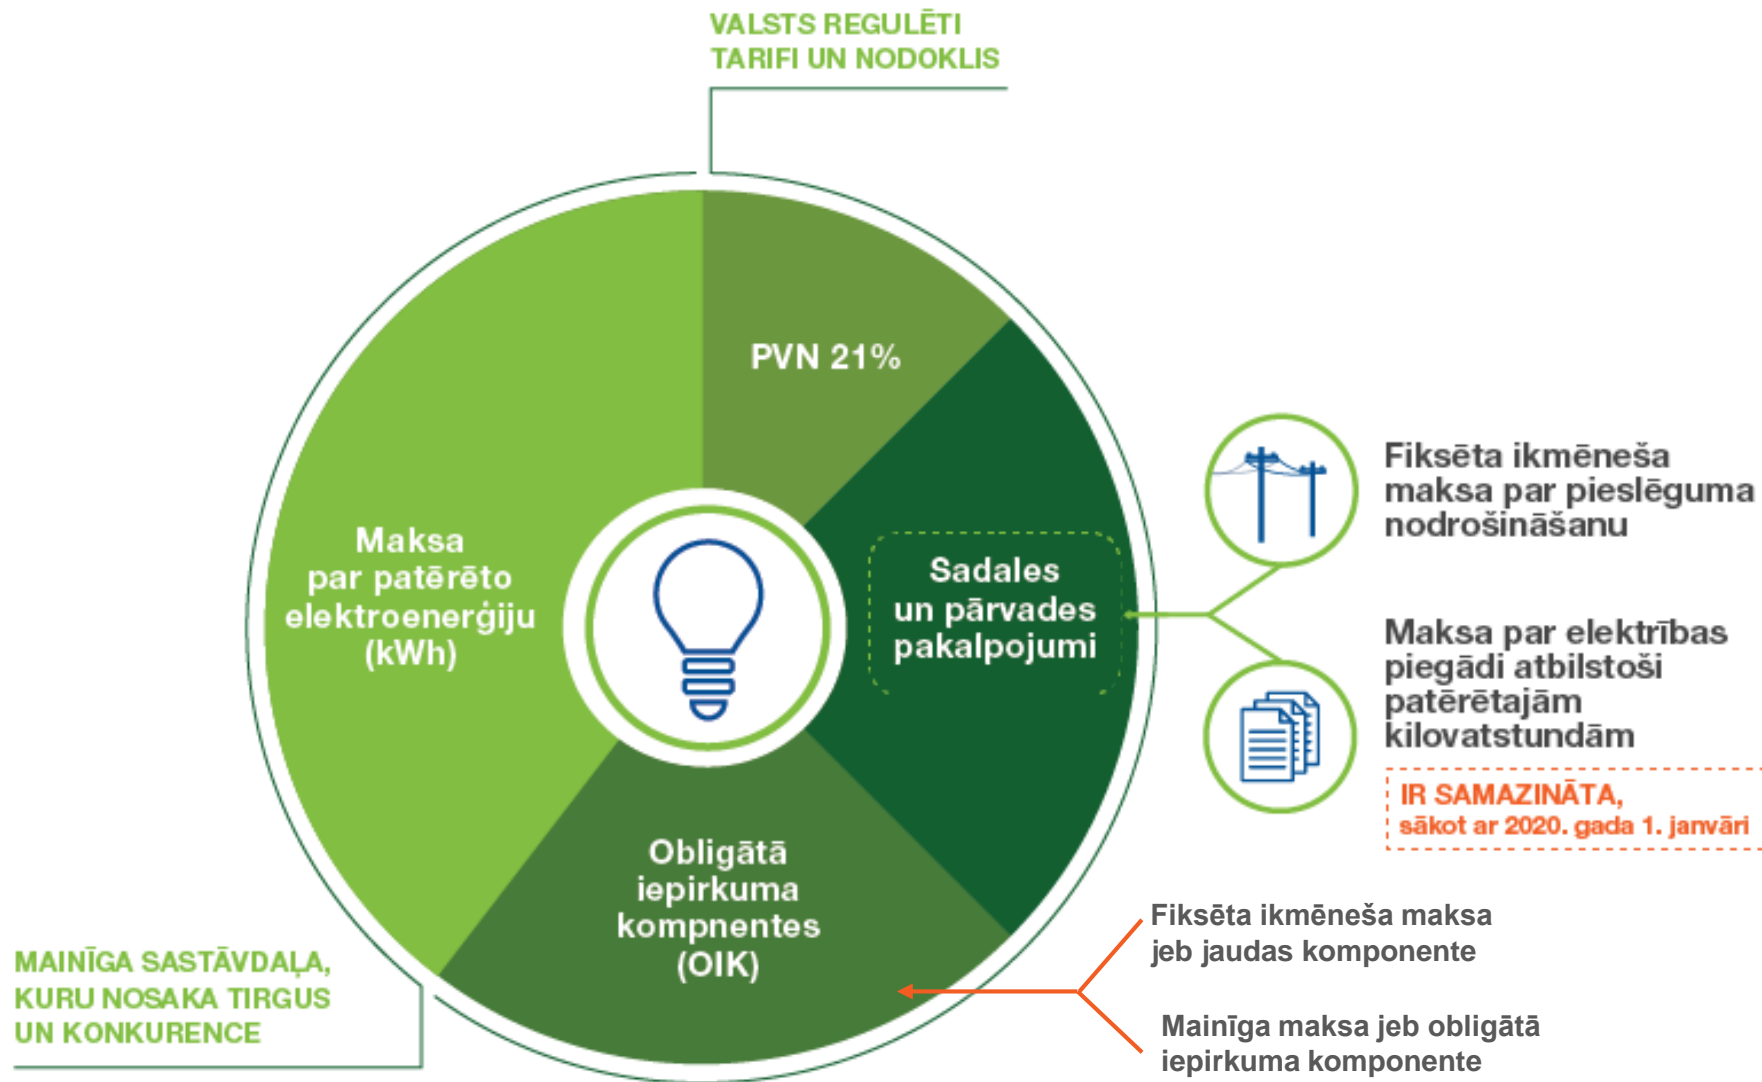 VALSTS REGULĒTI
TARIFI UN NODOKLIS
PVN 21%
Maksa
par patērēto
elektroenerģiju
(kWh)
Sadales
un pārvades
pakalpojumi
Obligātā
iepirkuma
kompnentes
(OIK)
Fiksēta ikmēneša
maksa par pieslēguma
nodrošināšanu
Maksa par elektrības
piegādi atbilstoši
patērētajām
kilovatstundām
IR SAMAZINĀTA,
sākot ar 2020. gada 1. janvāri
Fiksēta ikmēneša maksa
jeb jaudas komponente
Mainīga maksa jeb obligātā
iepirkuma komponente
MAINĪGA SASTĀVDAĻA,
KURU NOSAKA TIRGUS
UN KONKURENCE